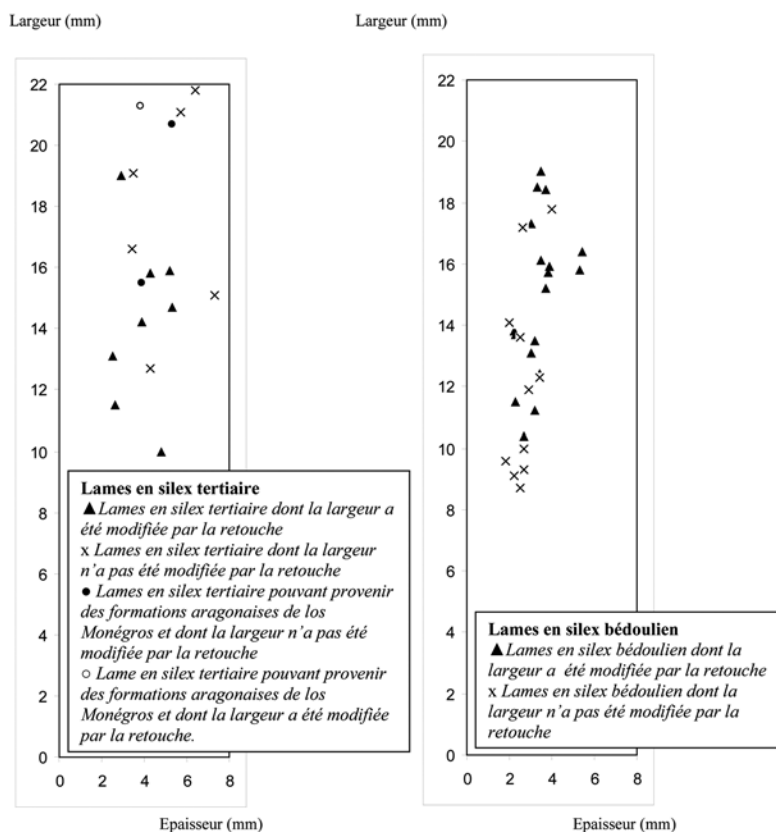 Largeur (mm)
22
20
18
16
14
12
10
8
6
4
2
0
Lames en silex tertiaire
▲ Lames en silex tertiaire dont la largeur a
été modifiée par la retouche
x Lames en silex tertiaire dont la largeur
n'a pas été modifiée par la retouche
● Lames en silex tertiaire pouvant provenir
des formations aragonaises de los
Monégros et dont la largeur n'a pas été
modifiée par la retouche
○ Lame en silex tertiaire pouvant provenir
des formations aragonaises de los
Monégros et dont la largeur a été modifiée
par la retouche.
0 2 4 6 8
Epaisseur (mm)
Largeur (mm)
22
20
18
16
14
12
10
8
6
4
2
0
Lames en silex bédoulien
▲ Lames en silex bédoulien dont la
largeur a été modifiée par la retouche
x Lames en silex bédoulien dont la
largeur n'a pas été modifiée par la
retouche
0 2 4 6 8
Epaisseur (mm)